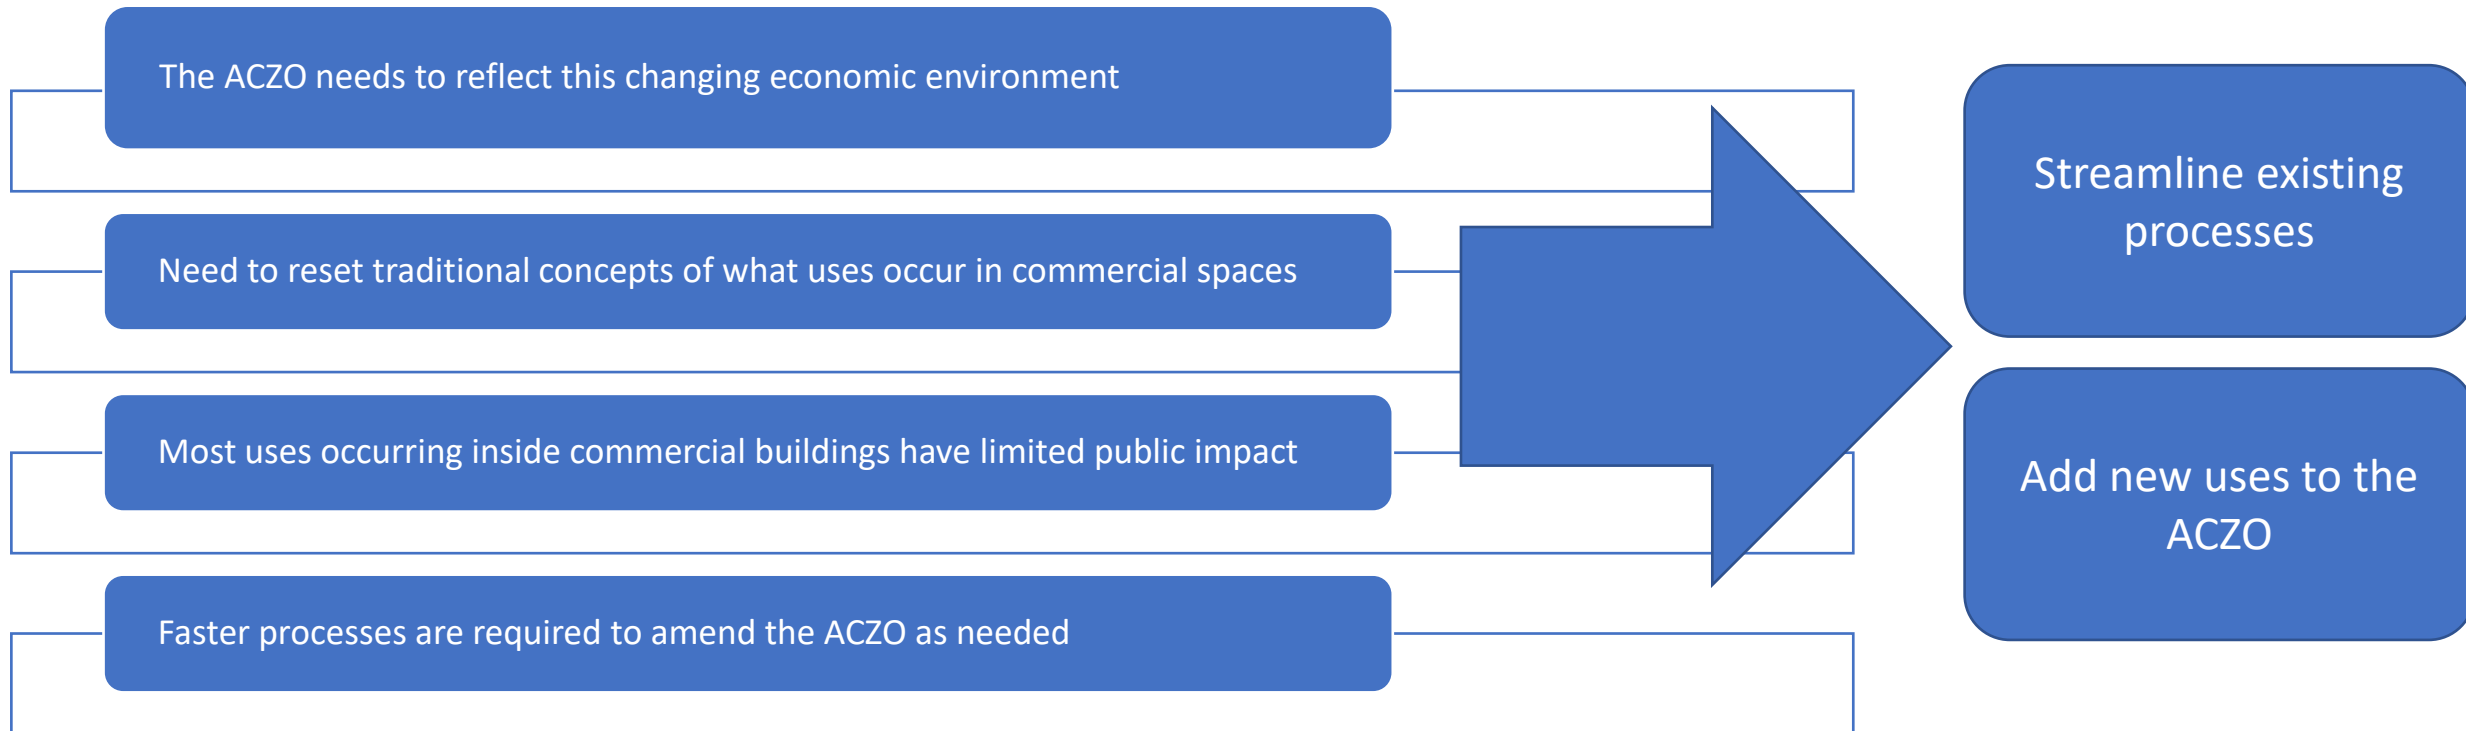 The ACZO needs to reflect this changing economic environment
Need to reset traditional concepts of what uses occur in commercial spaces
Most uses occurring inside commercial buildings have limited public impact
Faster processes are required to amend the ACZO as needed
Streamline existing
processes
Add new uses to the
ACZO